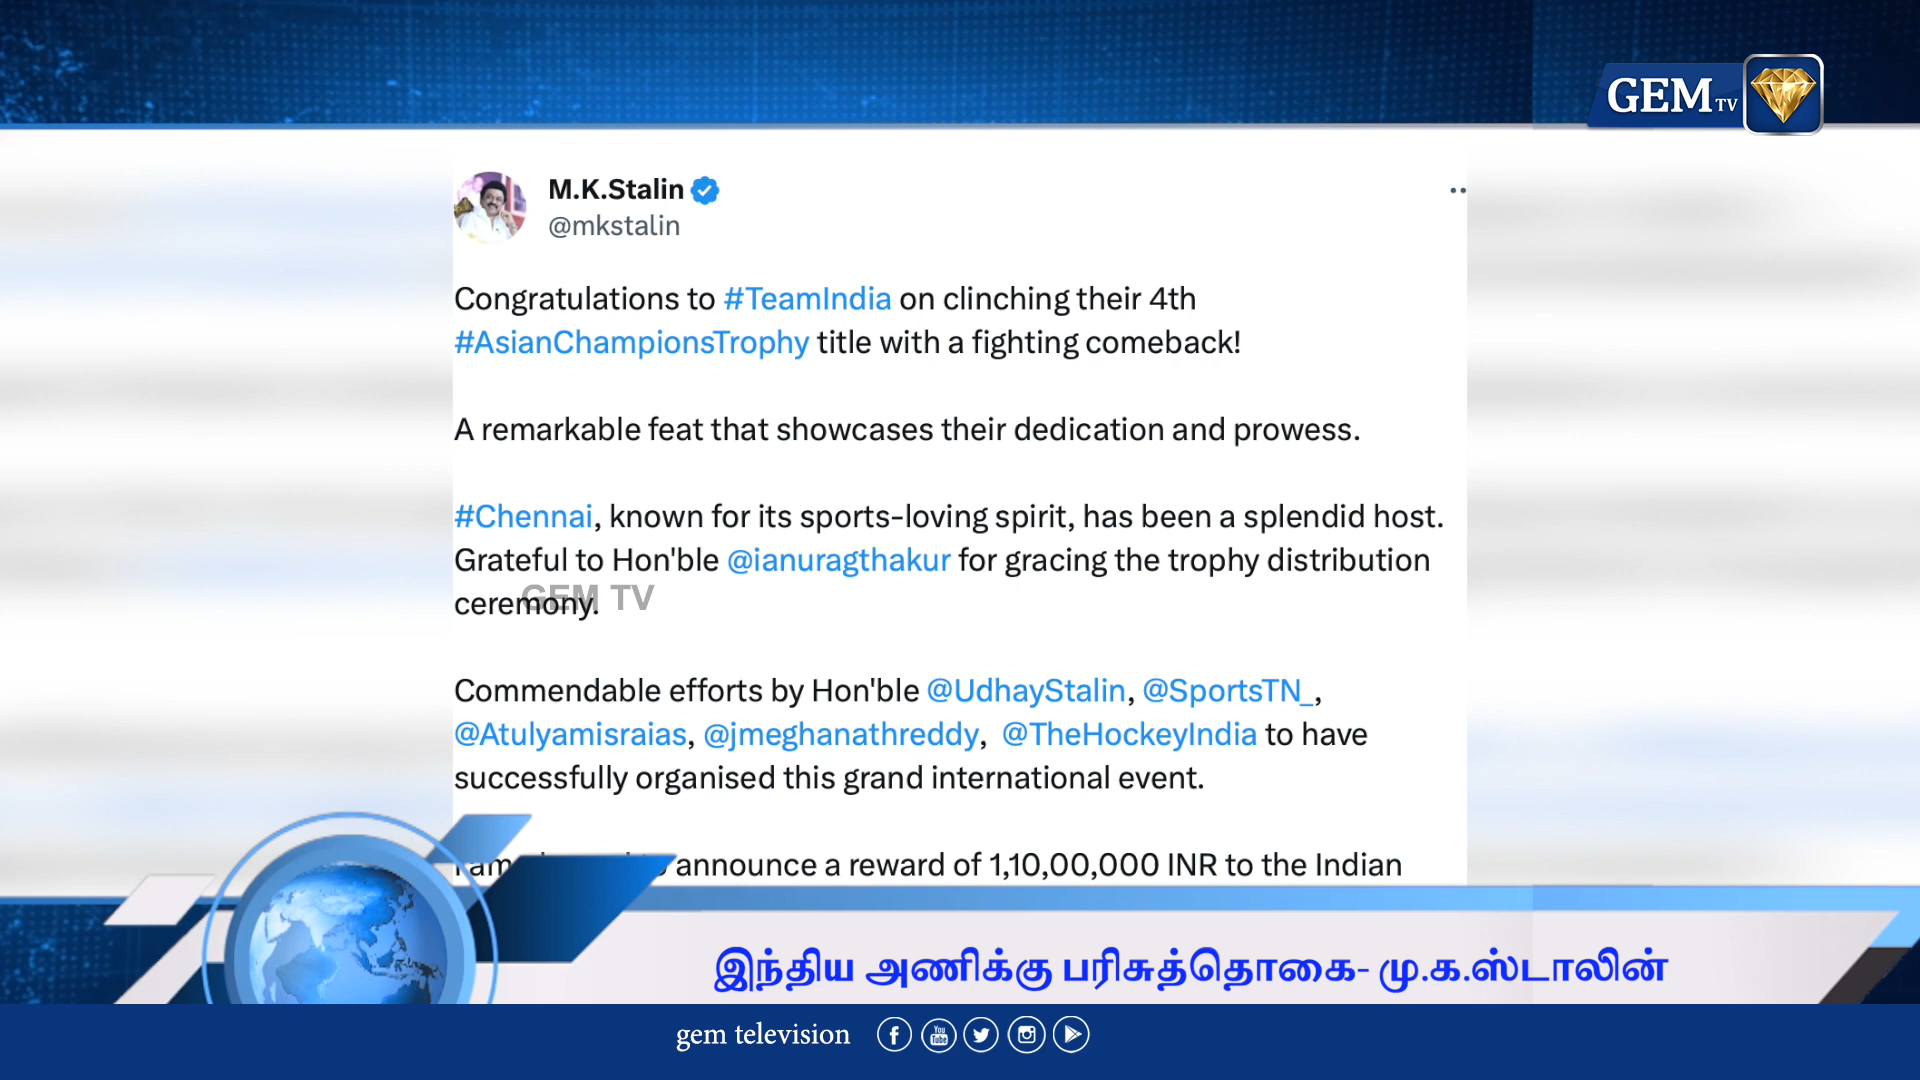 GEM TV
M.K.Stalin
@mkstalin
Congratulations to #TeamIndia on clinching their 4th
#AsianChampionsTrophy title with a fighting comeback!
A remarkable feat that showcases their dedication and prowess.
#Chennai, known for its sports-loving spirit, has been a splendid host.
Grateful to Hon'ble @ianuragthakur for gracing the trophy distribution
ceremony.
GEM TV
Commendable efforts by Hon'ble @UdhayStalin, @SportsTN_,
@Atulyamisraias, @jmeghanathreddy, @TheHockeyIndia to have
successfully organised this grand international event.
announce a reward of 1,10,00,000 INR to the Indian
இந்திய அணிக்கு பரிசுத்தொகை- மு.க.ஸ்டாலின்
gem television